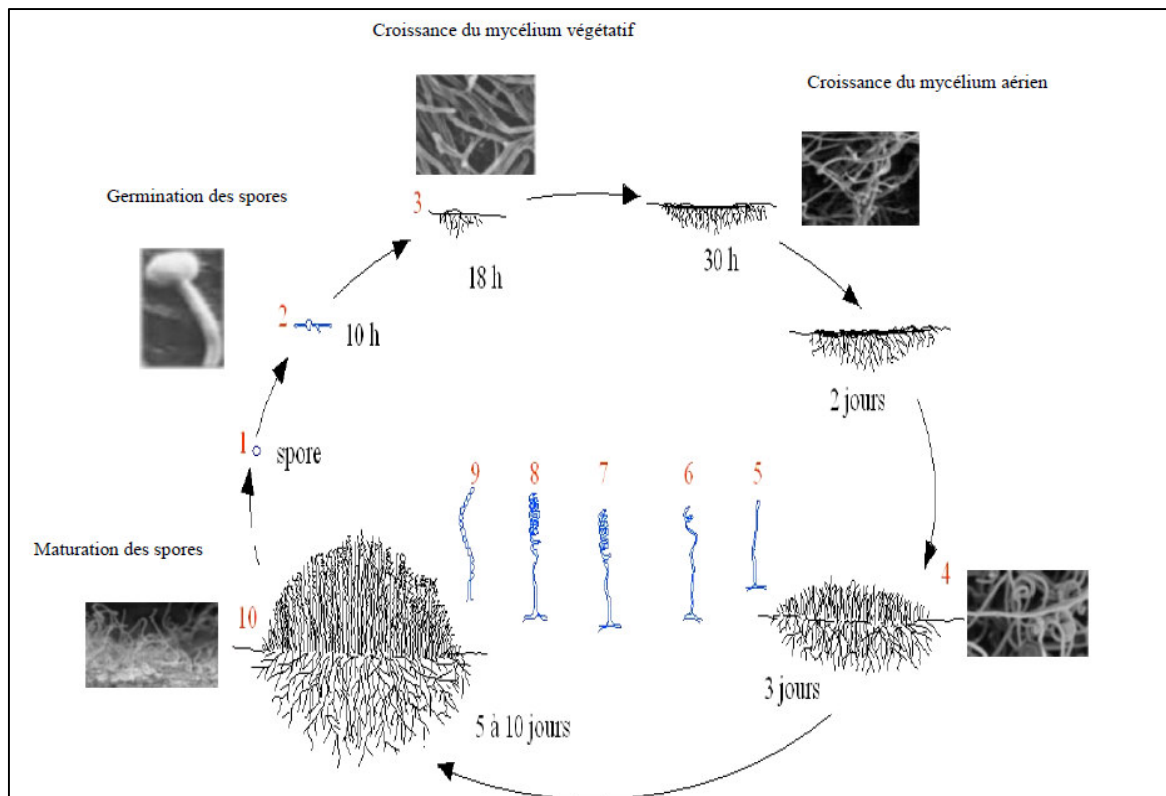 Croissance du mycélium végétatif
Croissance du mycélium aérien
Germination des spores
3
18 h
30 h
2
10 h
2 jours
1
spore
9
8
7
6
5
Maturation des spores
4
10
3 jours
5 à 10 jours